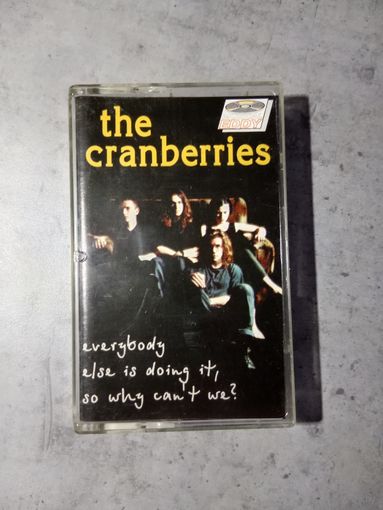 the
cranberries
EDDY
everybody
else is doing it,
so why can't we?